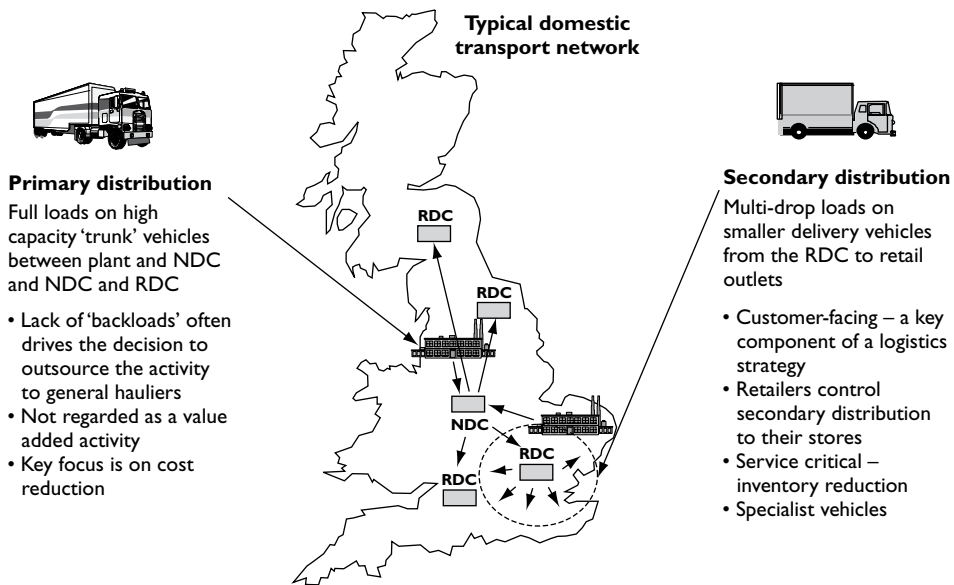 Typical domestic
transport network
Primary distribution
Full loads on high
capacity ‘trunk’ vehicles
between plant and NDC
and NDC and RDC
• Lack of ‘backloads’ often
drives the decision to
outsource the activity
to general hauliers
• Not regarded as a value
added activity
• Key focus is on cost
reduction
RDC
RDC
NDC
RDC
RDC
Secondary distribution
Multi-drop loads on
smaller delivery vehicles
from the RDC to retail
outlets
• Customer-facing – a key
component of a logistics
strategy
• Retailers control
secondary distribution
to their stores
• Service critical –
inventory reduction
• Specialist vehicles